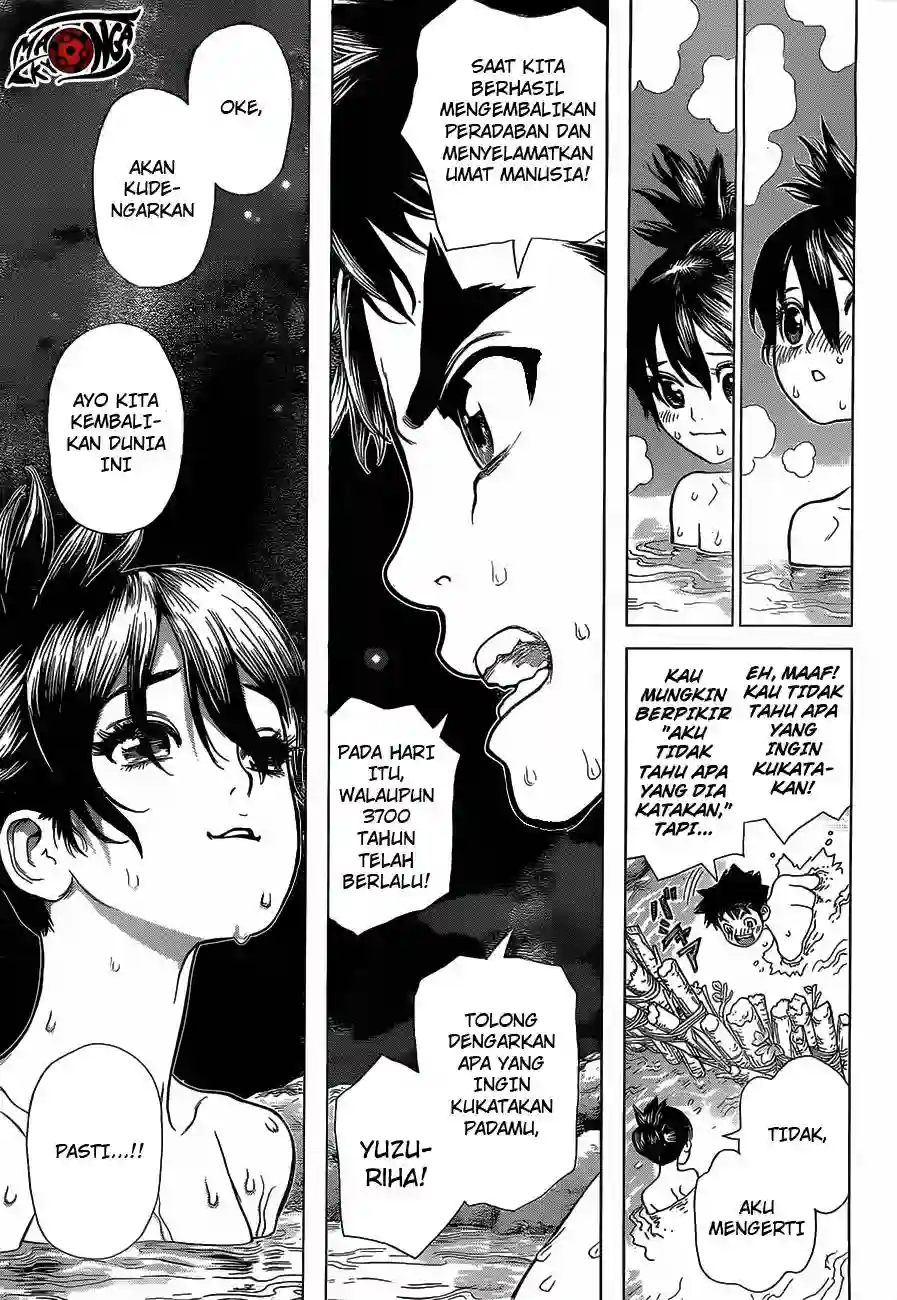 EH, MAAF!
KAU TIDAK
TAHU APA
YANG
INGIN
KUKATA-
KAN!
KAU
MUNGKIN
BERPIKIR
"AKU
TIDAK
TAHU APA
YANG DIA
KATAKAN,"
TAPI...
TIDAK,
AKU
MENGERTI
SAAT KITA
BERHASIL
MENGEMBALIKAN
PERADABAN DAN
MENYELAMATKAN
UMAT MANUSIA!
PADA HARI
ITU,
WALAUPUN
3700
TAHUN
TELAH
BERLALU!
TOLONG
DENGARKAN
APA YANG
INGIN
KUKATAKAN
PADAMU,
YUZU-
RIHA!
OKE,
AKAN
KUDE-
NGARKAN
AYO KITA
KEMBALI-
KAN DUNIA
INI
PASTI...!!